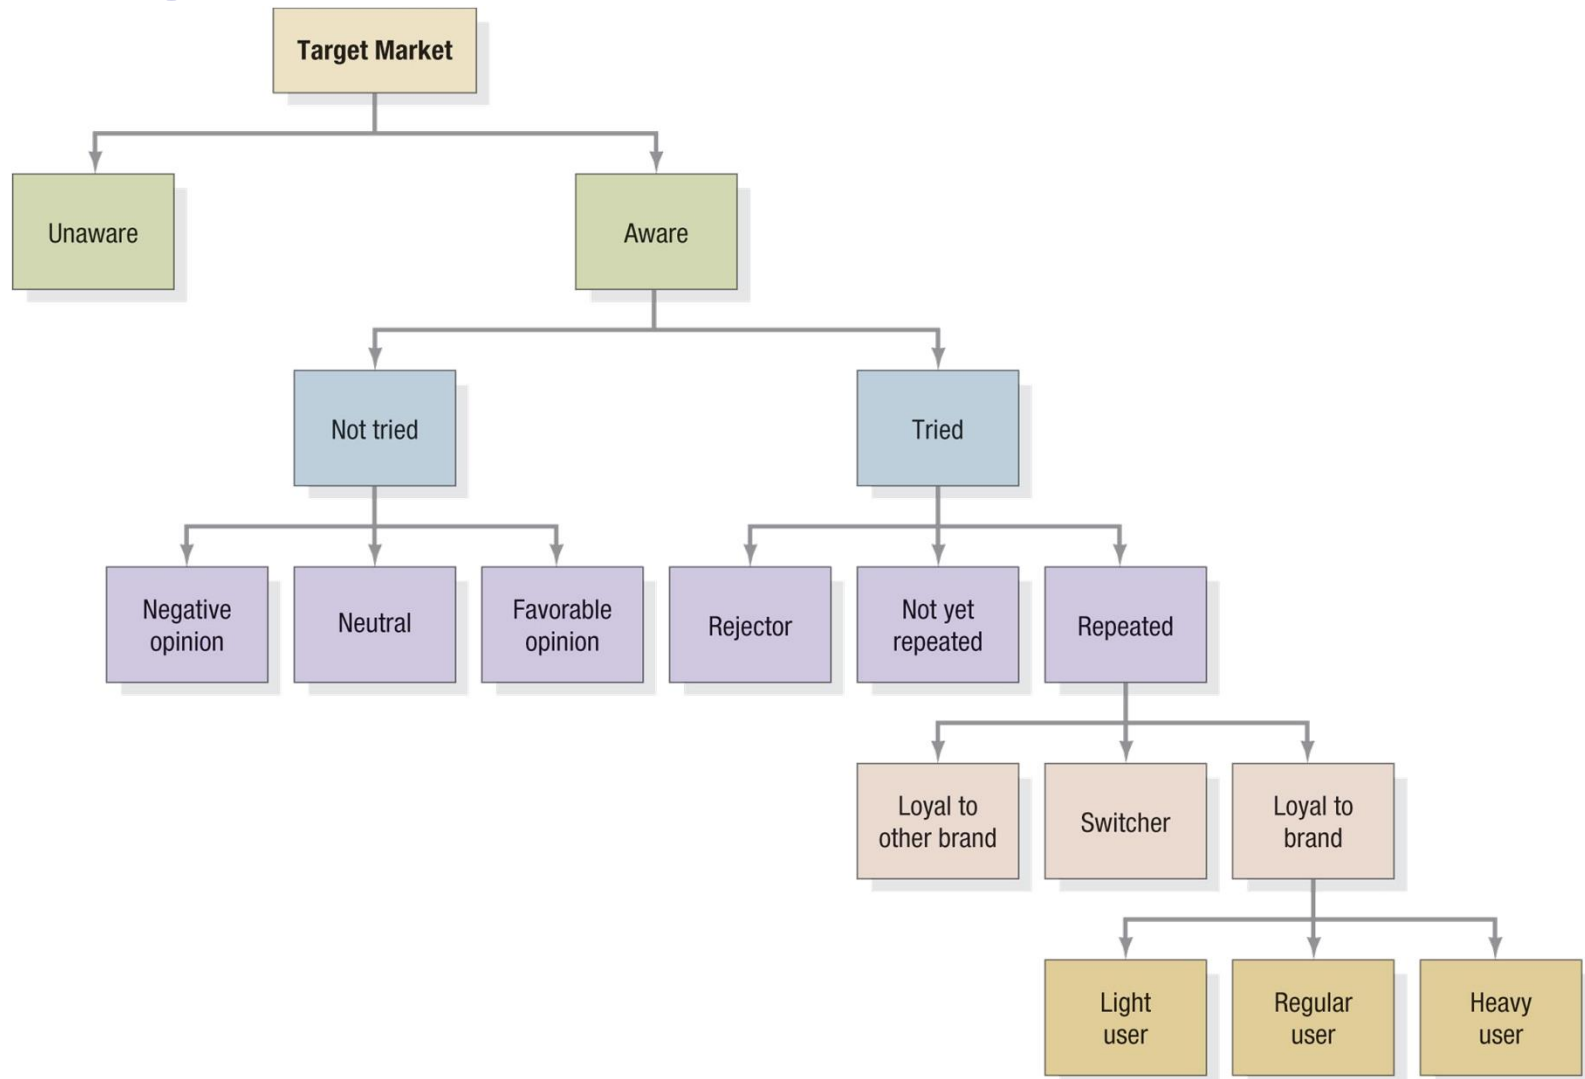 Target Market
Unaware
Aware
Not tried
Tried
Negative
opinion
Neutral
Favorable
opinion
Rejector
Not yet
repeated
Repeated
Loyal to
other brand
Switcher
Loyal to
brand
Light
user
Regular
user
Heavy
user